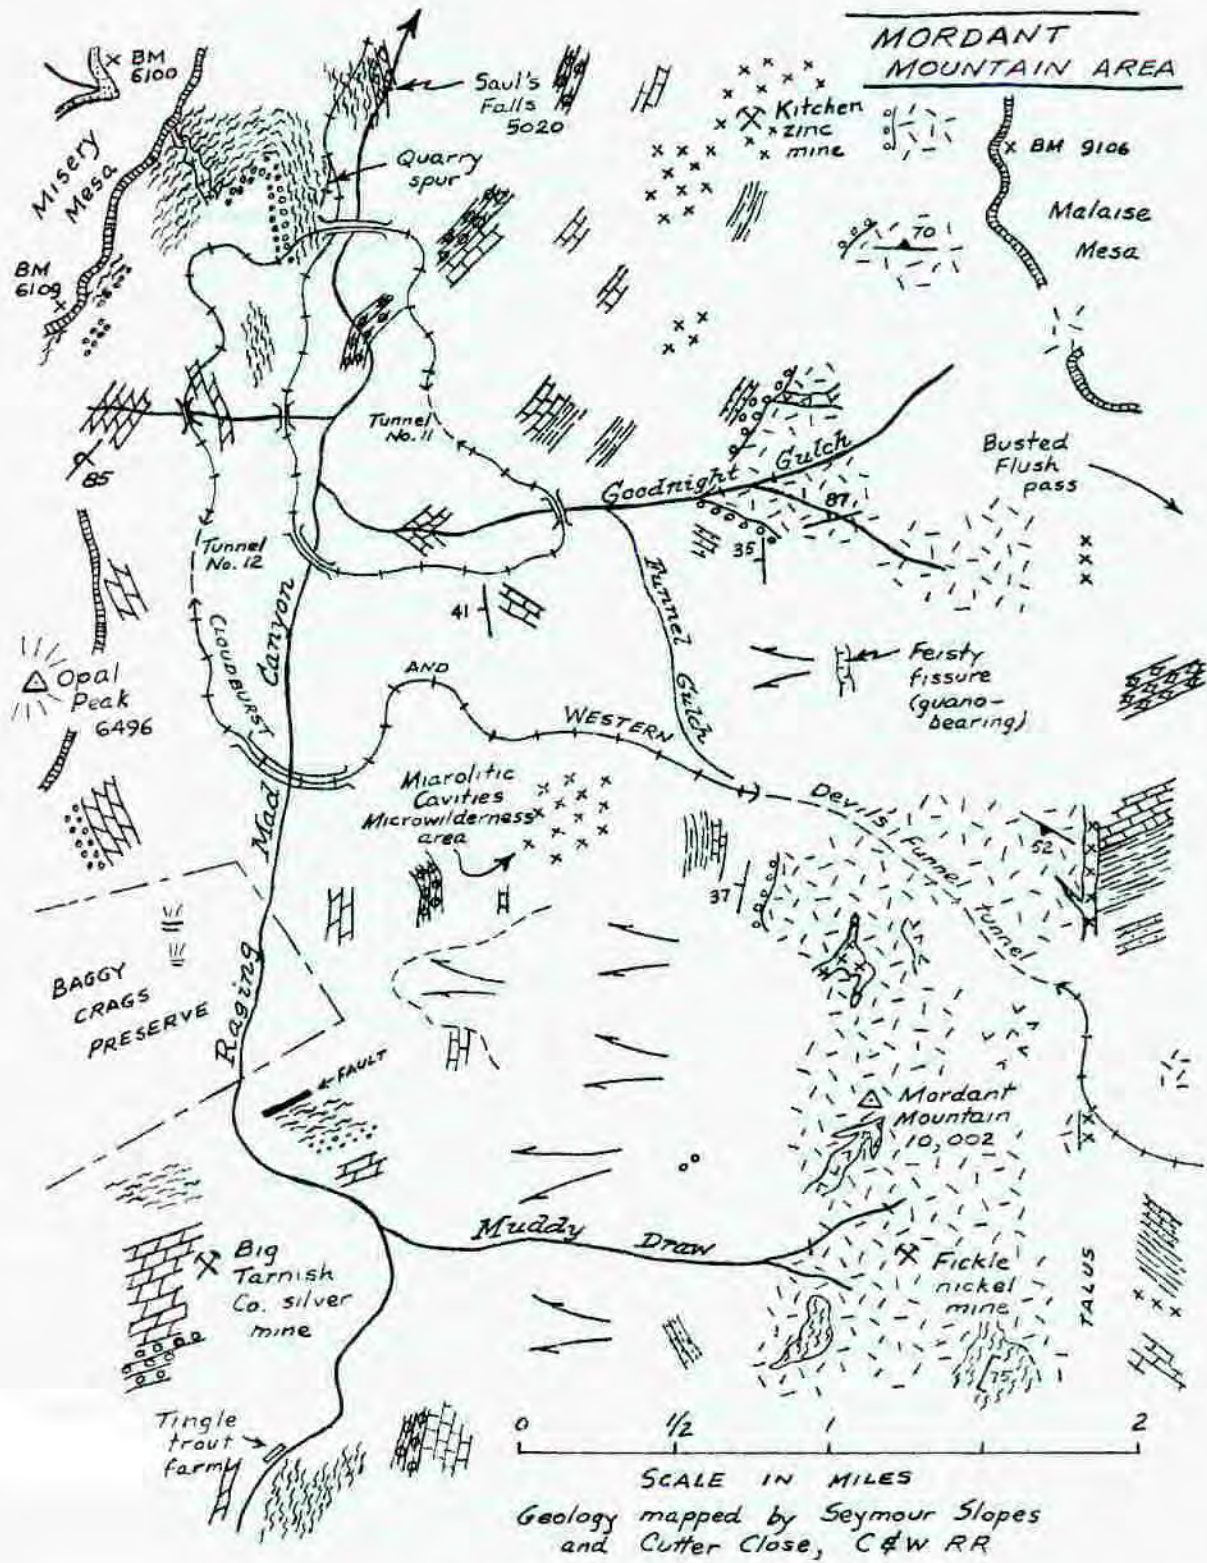 MORDANT
MOUNTAIN AREA
BM
6100
Saul's
Falls
5020
Kitchen
zinc
mine
BM 9106
Misery
Mesa
Quarry
spur
Malaise
Mesa
70
BM
6109
Tunnel
No. 11
Goodnight Gulch
Busted
Flush
pass
85
87
Tunnel
No. 12
35
41
Funnel Gulch
Opal
Peak
6496
CLOUDBURST AND WESTERN
Feisty
fissure
(guano-
bearing)
Raging Mad Canyon
Miarolitic
Cavities
Microwilderness
area
Devil's Funnel tunnel
52
37
BAGGY
CRAGS
PRESERVE
FAULT
Mordant
Mountain
10,002
Muddy Draw
Big
Tarnish
Co. silver
mine
Fickle
nickel
mine
TALUS
75
Tingle
trout
farm
0 1/2 1 2
SCALE IN MILES
Geology mapped by Seymour Slopes
and Cutter Close, C&W RR